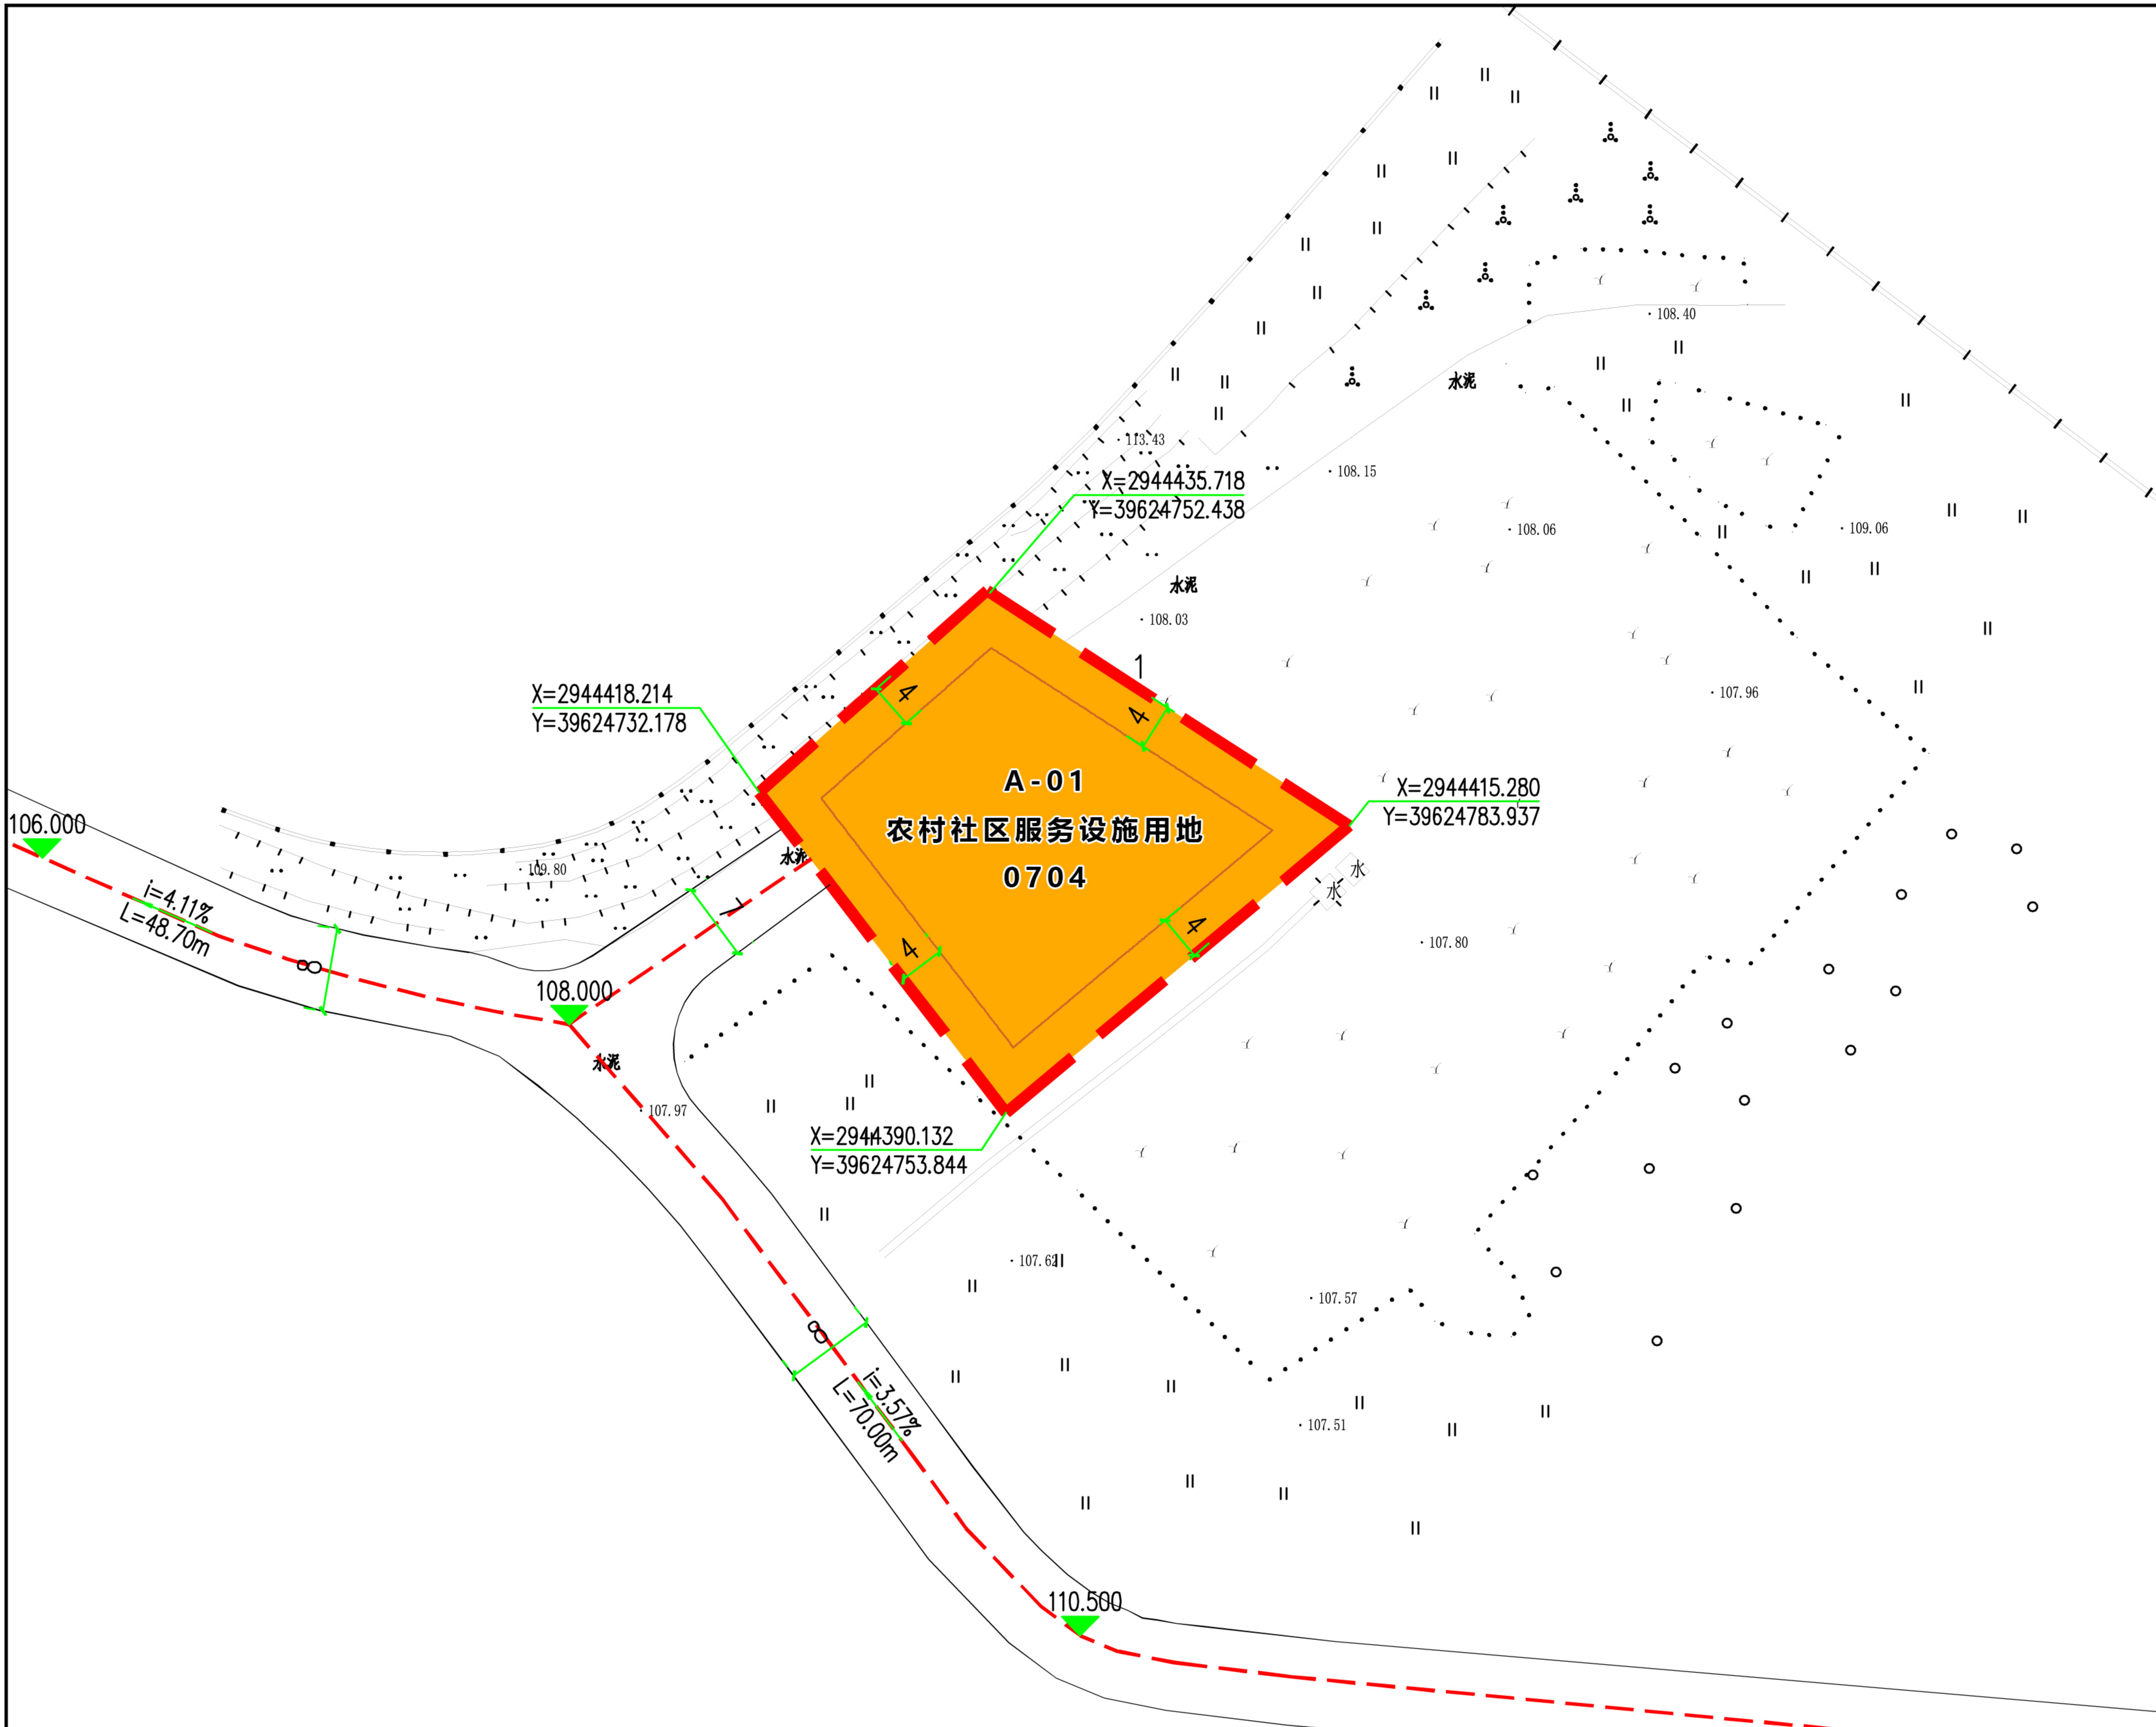 108.40
水泥
113.43
108.15
X=2944435.718
Y=39624752.438
108.06
109.06
水泥
108.03
1
X=2944418.214
Y=39624732.178
4
4
107.96
A-01
农村社区服务设施用地
0704
X=2944415.280
Y=39624783.937
106.000
水泥
109.80
水
水
i=4.11%
L=48.70m
7
4
4
107.80
8
108.000
水泥
107.97
X=2944390.132
Y=39624753.844
107.62
107.57
8
i=3.57%
L=70.00m
107.51
110.500